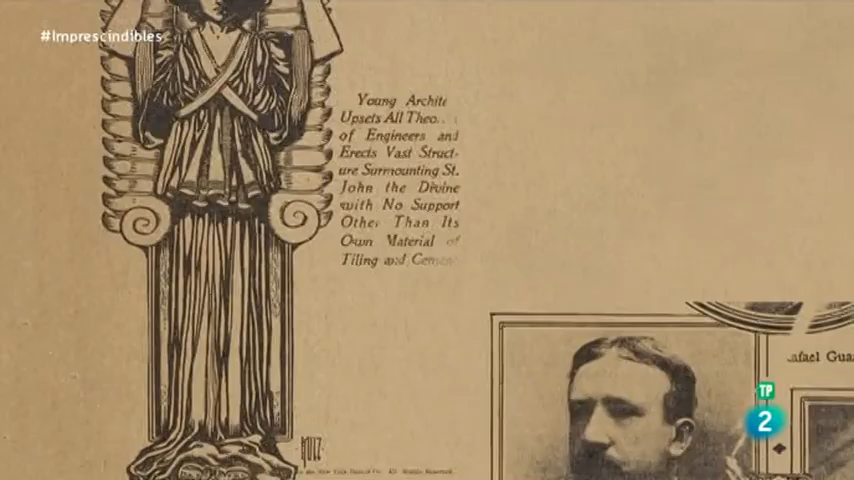 #Imprescindibles
Young Archite
Upsets All Theo
of Engineers and
Erects Vast Struct-
ure Surmounting St.
John the Divine
with No Support
Other Than Its
Own Material of
Tiling and Cemen
afael Gua
TP
2